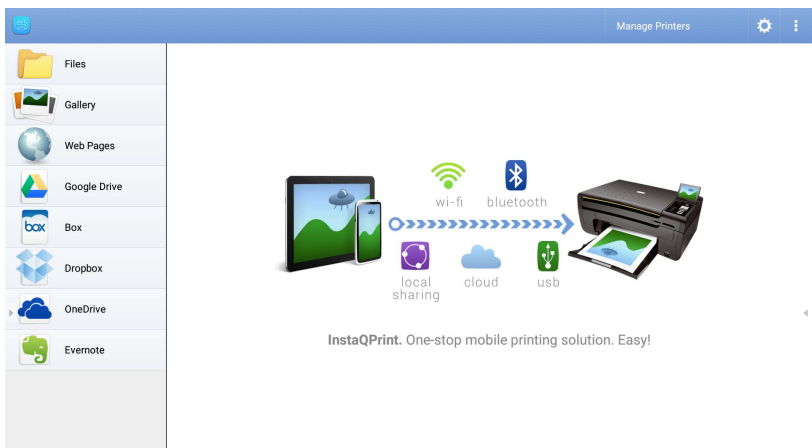 Manage Printers
Files
Gallery
Web Pages
Google Drive
box
Box
Dropbox
OneDrive
Evernote
wi-fi
bluetooth
local
sharing
cloud
usb
InstaQPrint. One-stop mobile printing solution. Easy!